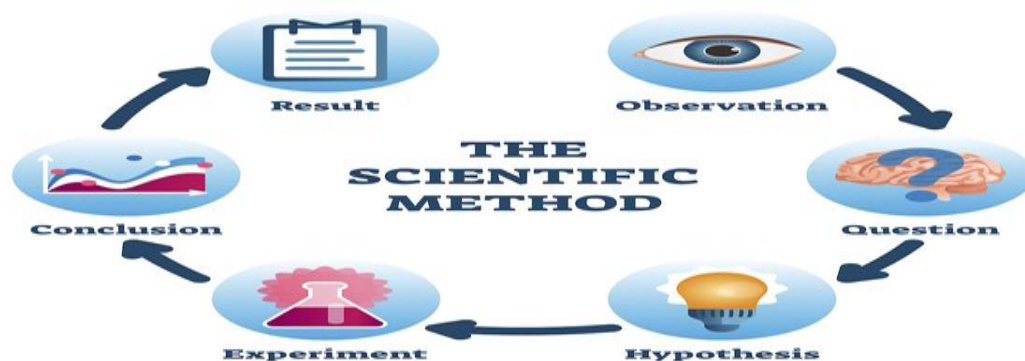 THE
SCIENTIFIC
METHOD
Observation
Question
Hypothesis
Experiment
Conclusion
Result